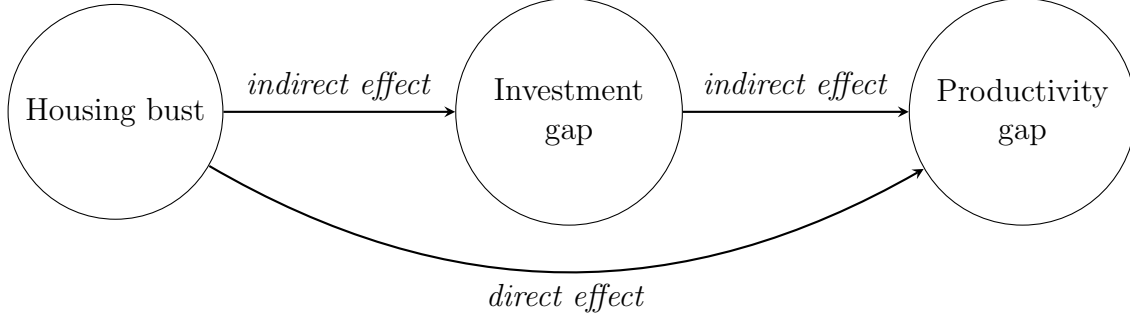 Housing bust
indirect effect
Investment
gap
indirect effect
Productivity
gap
direct effect